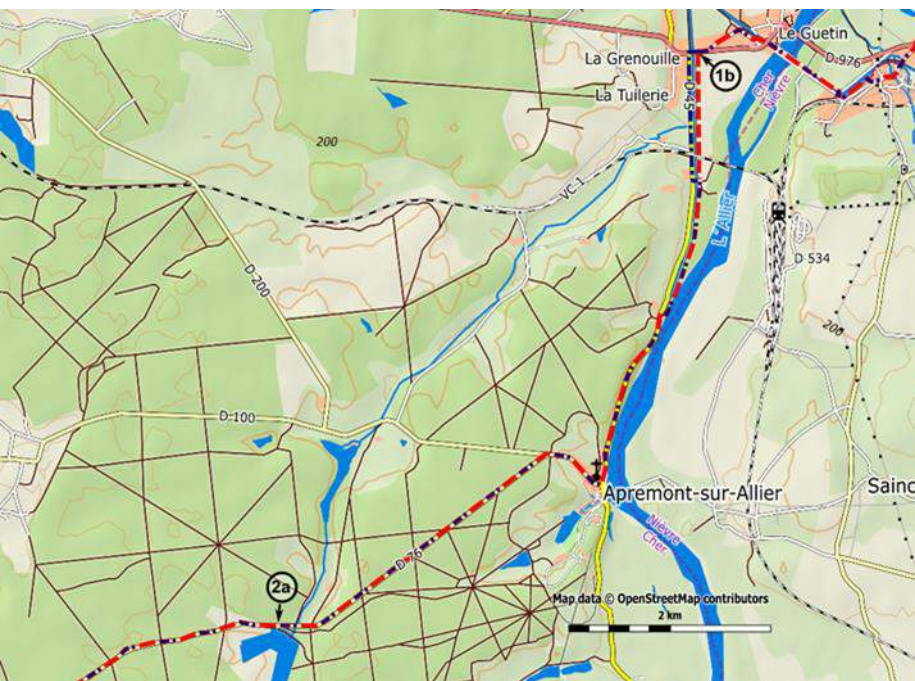 Le Guetin
La Grenouille
D 976
1b
La Tuilerie
D 45
Cher
Nièvre
200
VC 1
L'Allier
D 200
D 534
200
D 100
Apremont-sur-Allier
Sainc
Nièvre
Cher
D 76
2a
Map data © OpenStreetMap contributors
2 km